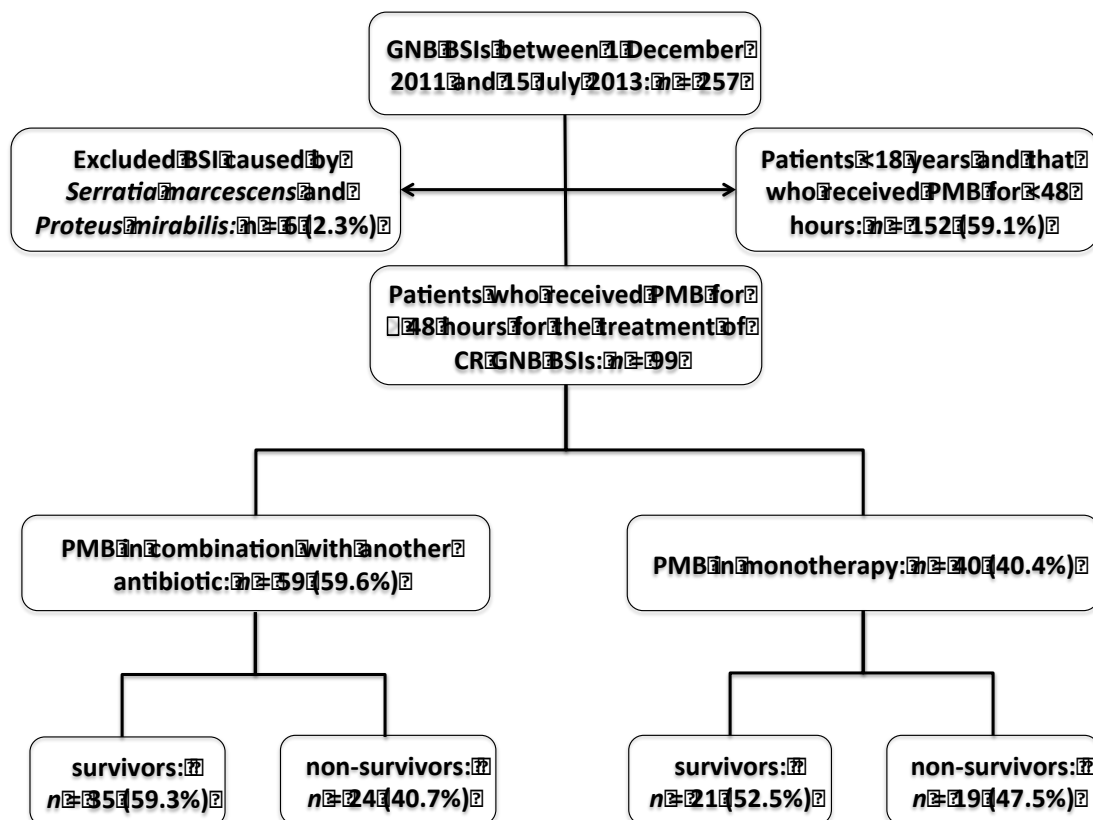 GNB BSIs between 1 December
2011 and 15 July 2013: n = 257
Excluded BSI caused by
Serratia marcescens and
Proteus mirabilis: n = 6 (2.3%)
Patients <18 years and that
who received PMB for <48
hours: n = 152 (59.1%)
Patients who received PMB for
48 hours for the treatment of
CR GNB BSIs: n = 99
PMB in combination with another
antibiotic: n = 59 (59.6%)
PMB in monotherapy: n = 40 (40.4%)
survivors:
n = 35 (59.3%)
non-survivors:
n = 24 (40.7%)
survivors:
n = 21 (52.5%)
non-survivors:
n = 19 (47.5%)